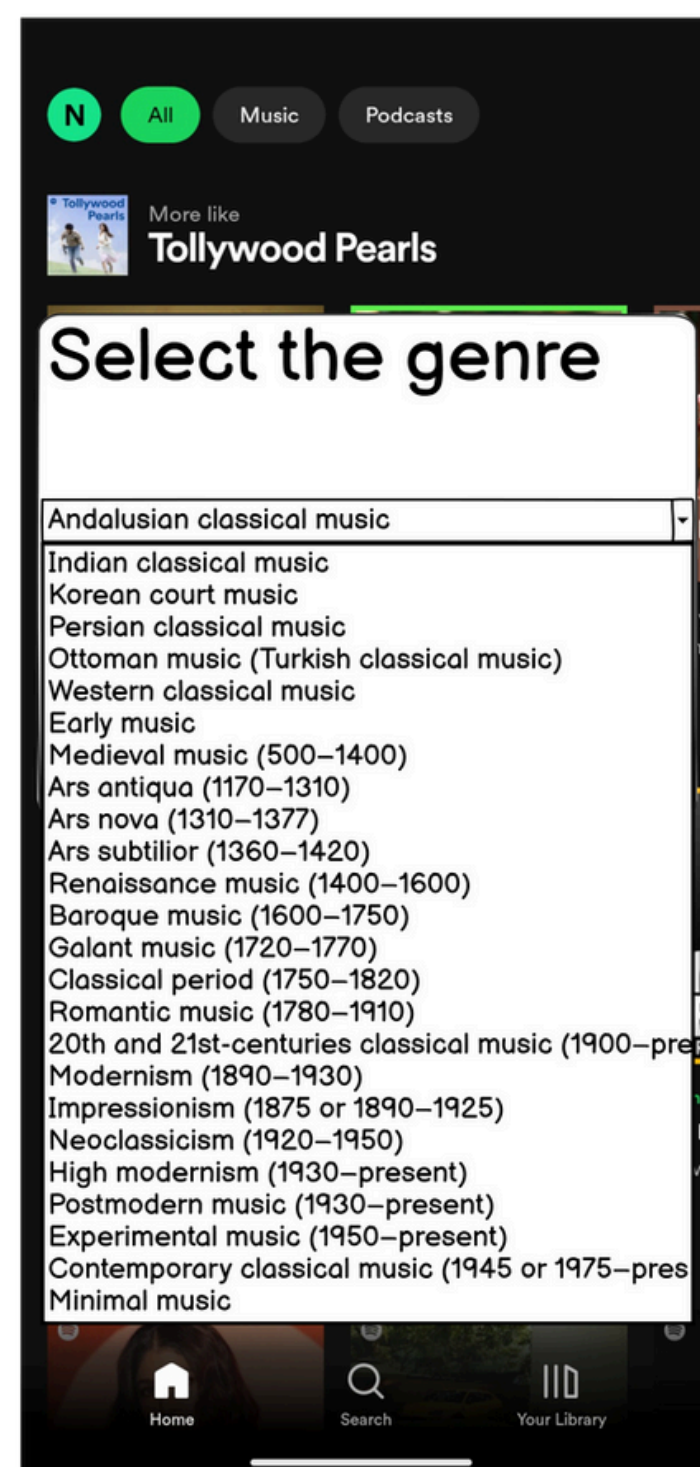 N All Music Podcasts
Tollywood
Pearls
More like
Tollywood Pearls
Select the genre
Andalusian classical music
Indian classical music
Korean court music
Persian classical music
Ottoman music (Turkish classical music)
Western classical music
Early music
Medieval music (500–1400)
Ars antiqua (1170–1310)
Ars nova (1310–1377)
Ars subtilior (1360–1420)
Renaissance music (1400–1600)
Baroque music (1600–1750)
Galant music (1720–1770)
Classical period (1750–1820)
Romantic music (1780–1910)
20th and 21st-centuries classical music (1900–pre
Modernism (1890–1930)
Impressionism (1875 or 1890–1925)
Neoclassicism (1920–1950)
High modernism (1930–present)
Postmodern music (1930–present)
Experimental music (1950–present)
Contemporary classical music (1945 or 1975–pres
Minimal music
Home Search Your Library